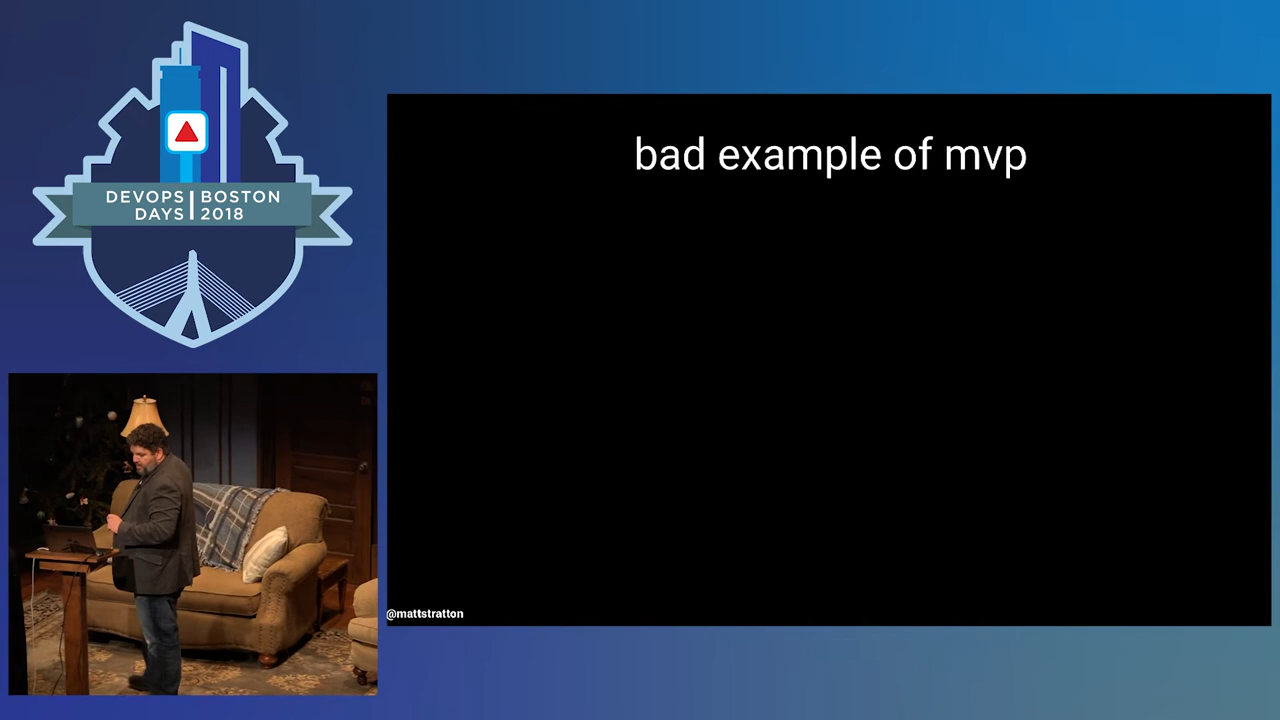 DEVOPS | BOSTON
DAYS | 2018
bad example of mvp
@mattstratton